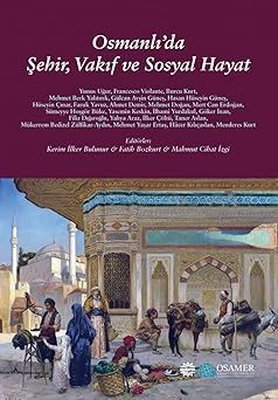 Osmanlı'da
Şehir, Vakıf ve Sosyal Hayat
Yunus Uğur, Francesco Violante, Burcu Kurt,
Mehmet Berk Yaltırık, Gülcan Avşin Güneş, Hasan Hüseyin Güneş,
Hüseyin Çınar, Faruk Yavuz, Ahmet Demir, Mehmet Doğan, Mert Can Erdoğan,
Sümeyye Hoşgör Büke, Yasemin Keskin, İlhami Yurdakul, Göker İnan,
Filiz Dığıroğlu, Yahya Araz, İlker Çölbü, Taner Aslan,
Mükerrem Bedizel Zülfikar-Aydın, Mehmet Yaşar Ertaş, Hacer Kılıçaslan, Menderes Kurt
Editörler:
Kerim İlker Bulunur & Fatih Bozkurt & Mahmut Cihat İzgi
OSAMER